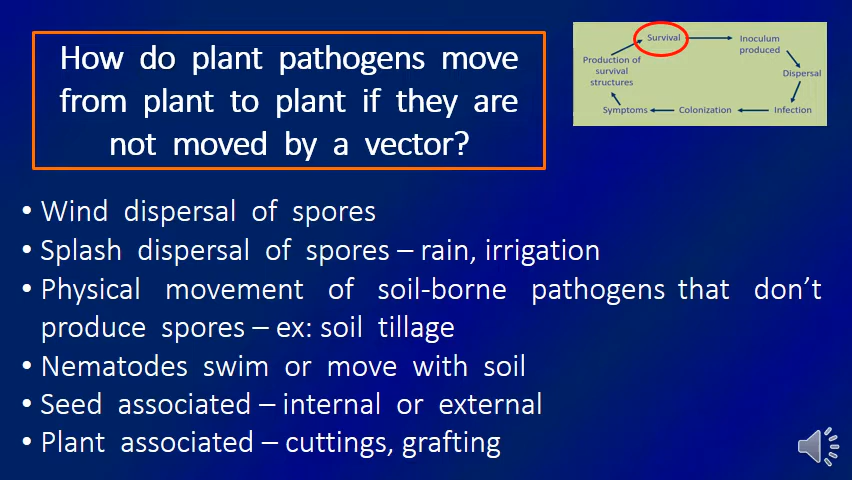 How do plant pathogens move
from plant to plant if they are
not moved by a vector?
Survival
Inoculum
produced
Dispersal
Infection
Colonization
Symptoms
Production of
survival
structures
• Wind dispersal of spores
• Splash dispersal of spores – rain, irrigation
• Physical movement of soil-borne pathogens that don’t
produce spores – ex: soil tillage
• Nematodes swim or move with soil
• Seed associated – internal or external
• Plant associated – cuttings, grafting